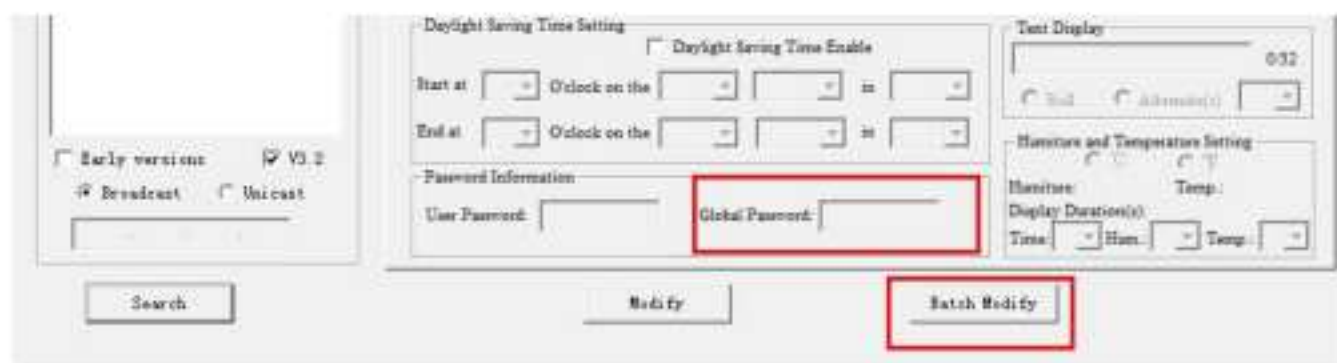 Daylight Saving Time Setting
Daylight Saving Time Enable
Start at O'clock on the in
End at O'clock on the in
Password Information
User Password: Global Password:
Text Display
0/32
Roll Alternate(s)
Humiture and Temperature Setting
Humiture: Temp.:
Display Duration(s):
Time: Hum.: Temp.:
Early versions V3.2
Broadcast Unicast
Search
Modify
Batch Modify